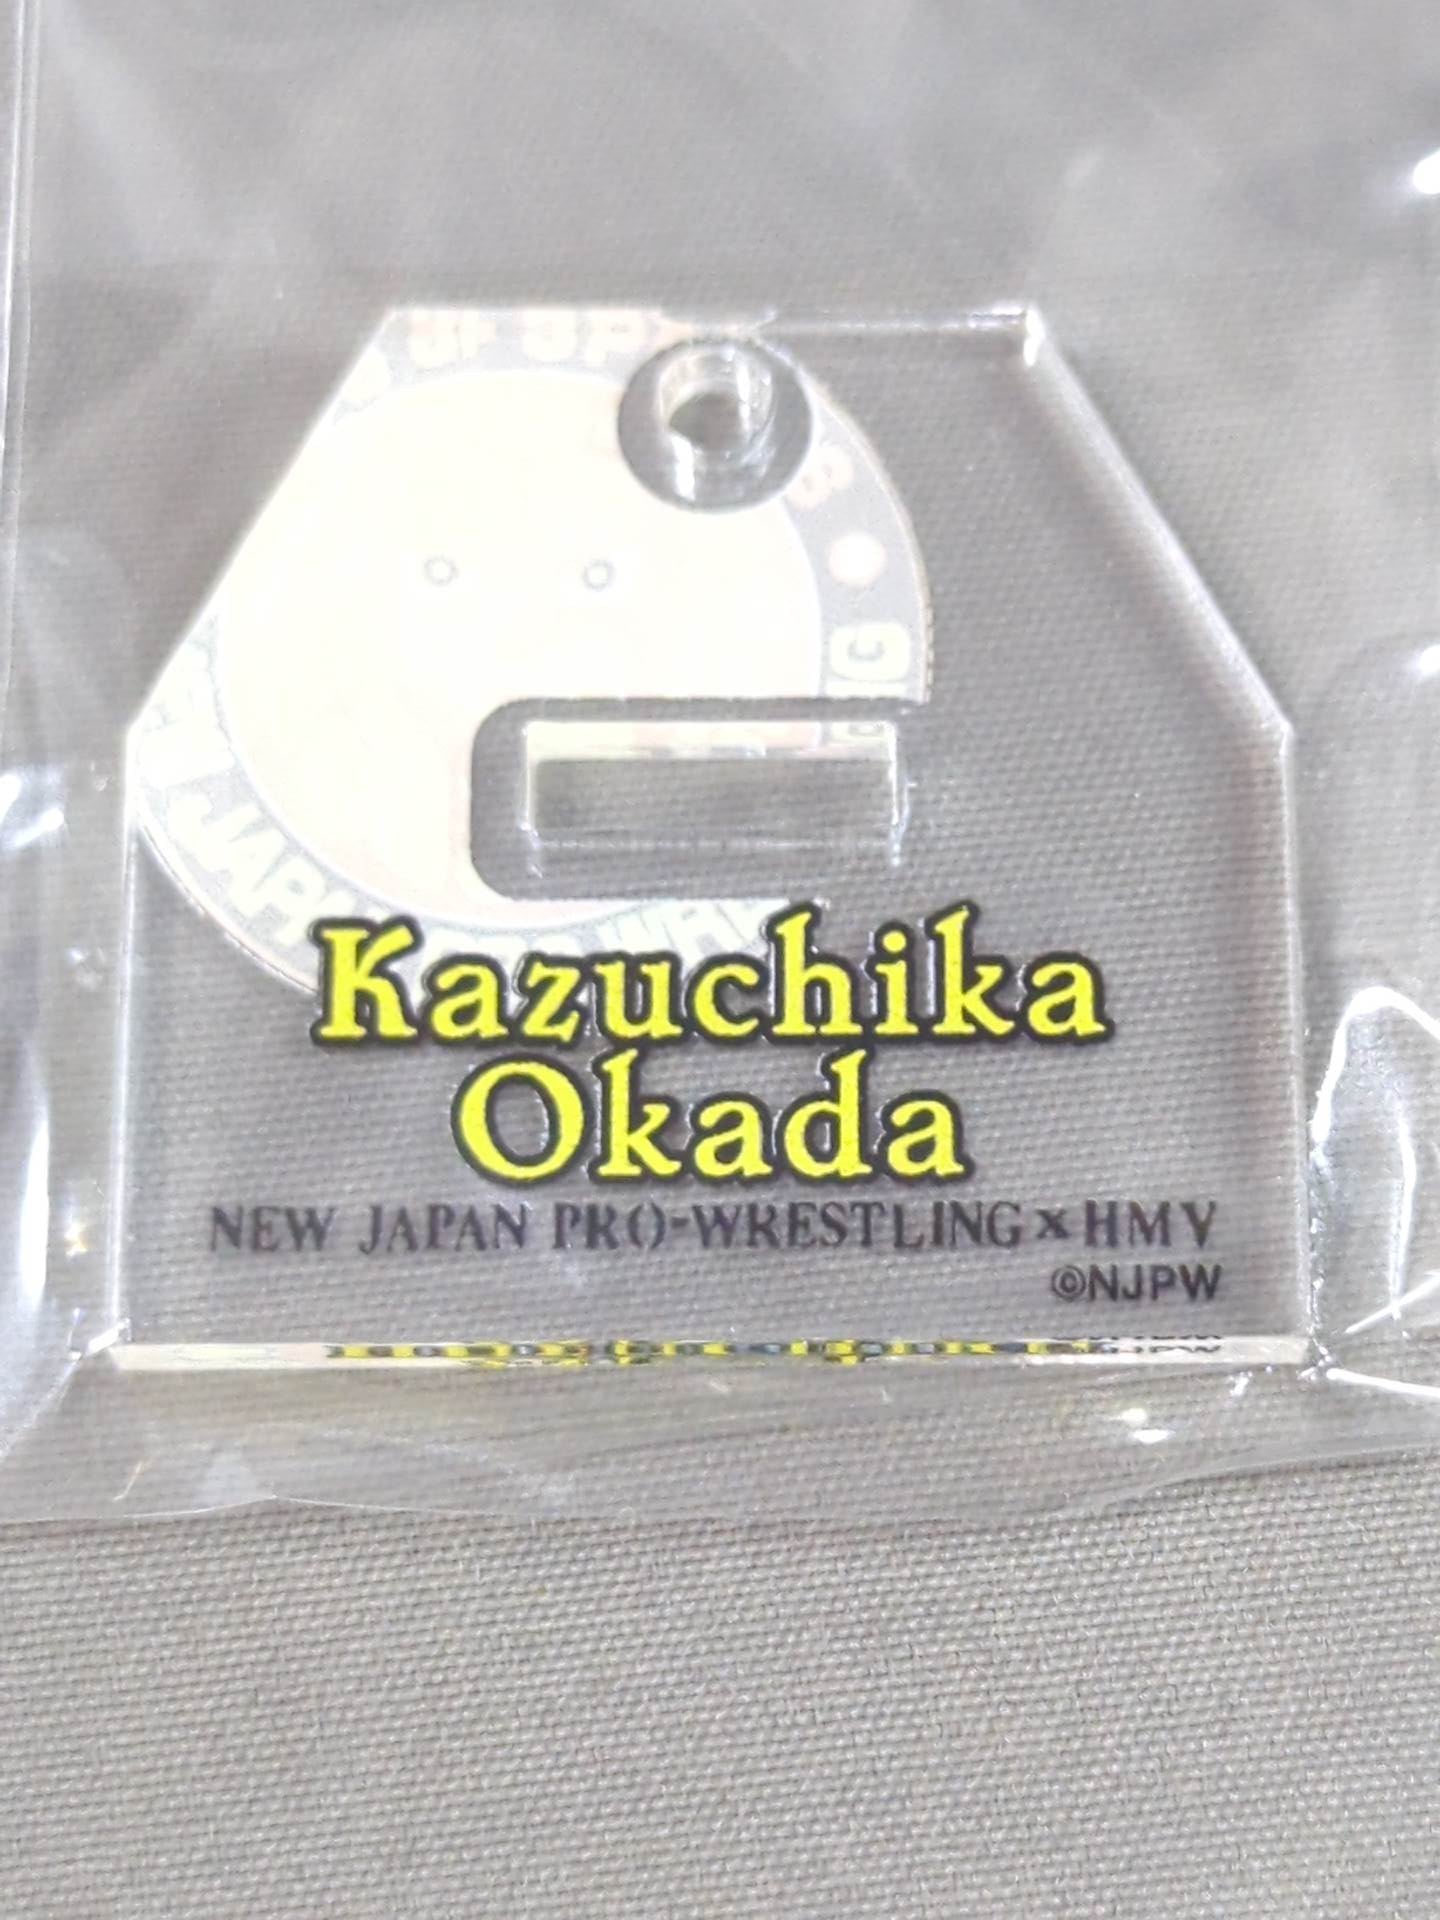 Kazuchika
Okada
NEW JAPAN PRO-WRESTLING×HMV
©NJPW